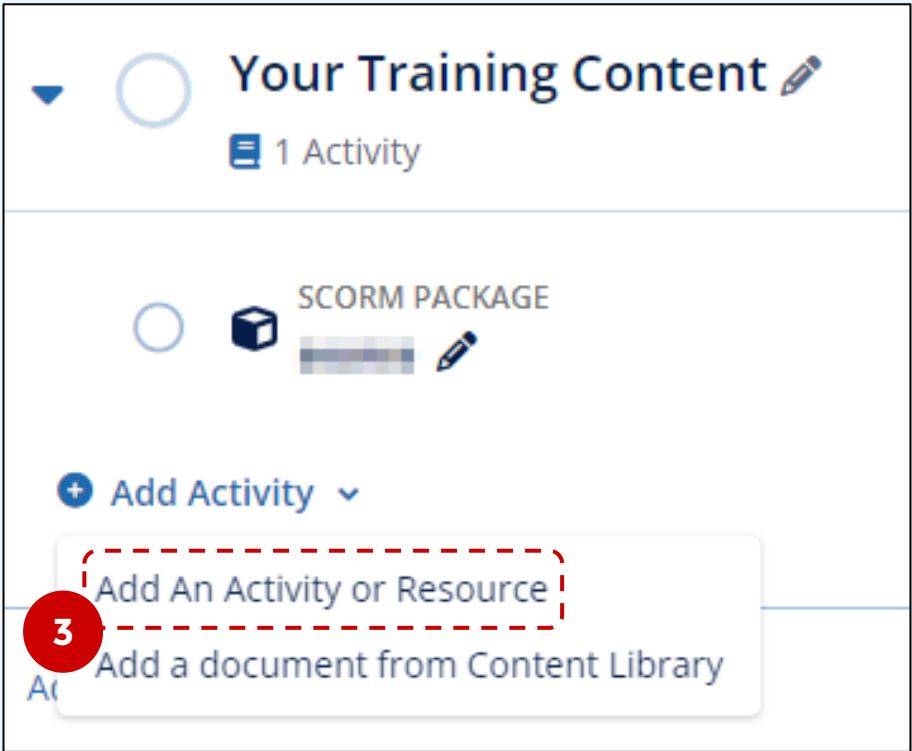 Your Training Content
1 Activity
SCORM PACKAGE
Add Activity
Add An Activity or Resource
3
Add a document from Content Library